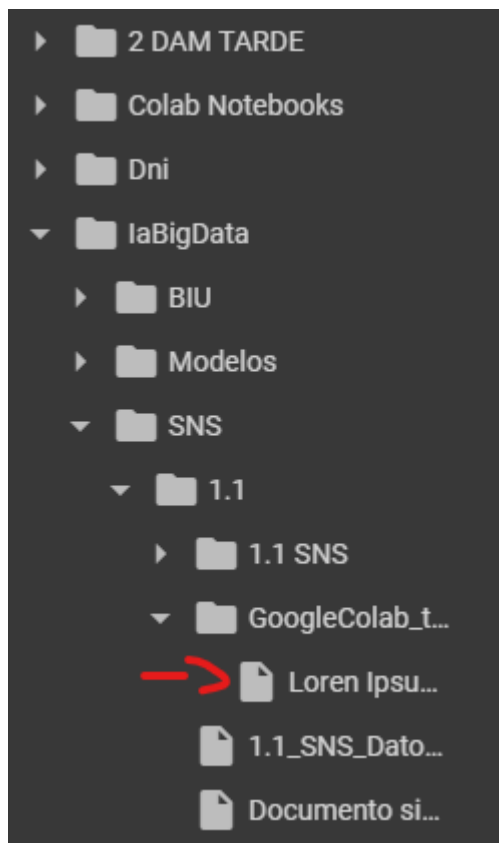 2 DAM TARDE
Colab Notebooks
Dni
IaBigData
BIU
Modelos
SNS
1.1
1.1 SNS
GoogleColab_t...
Loren Ipsu...
1.1_SNS_Dato...
Documento si...